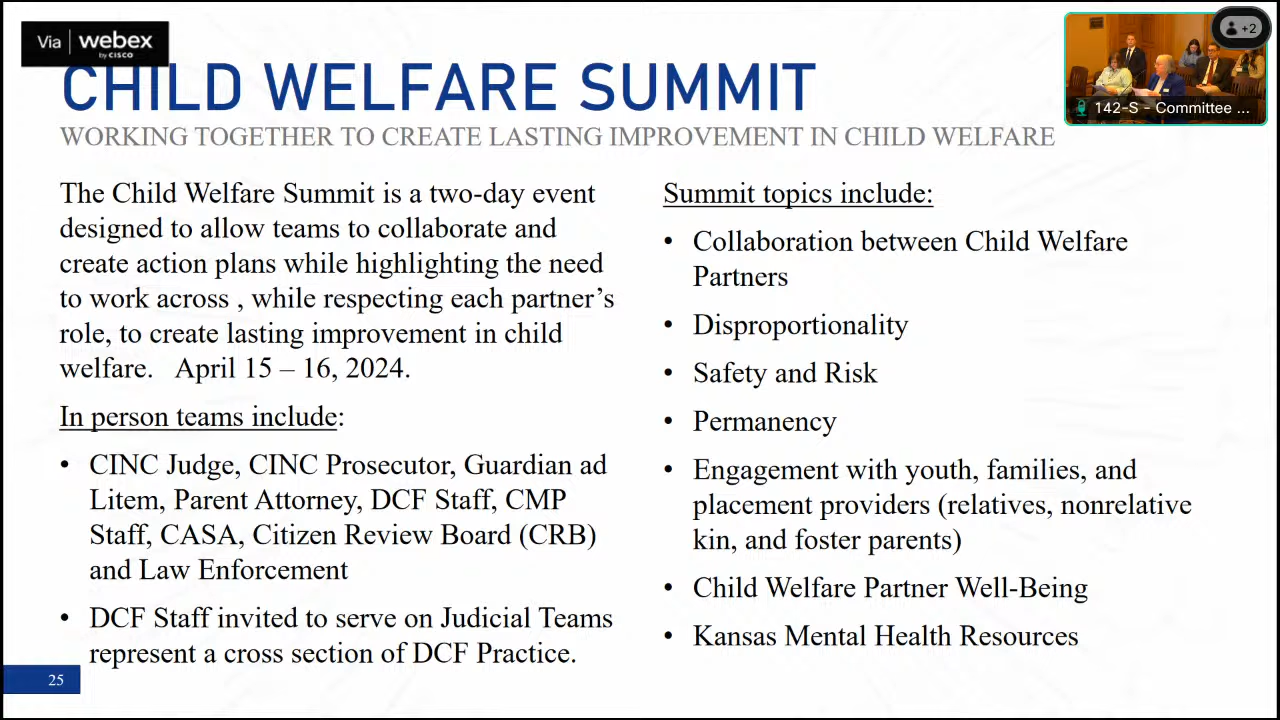 Via webex
by CISCO
+2
142-S - Committee ...
CHILD WELFARE SUMMIT
WORKING TOGETHER TO CREATE LASTING IMPROVEMENT IN CHILD WELFARE
The Child Welfare Summit is a two-day event
designed to allow teams to collaborate and
create action plans while highlighting the need
to work across , while respecting each partner’s
role, to create lasting improvement in child
welfare.   April 15 – 16, 2024.
In person teams include:
• CINC Judge, CINC Prosecutor, Guardian ad
Litem, Parent Attorney, DCF Staff, CMP
Staff, CASA, Citizen Review Board (CRB)
and Law Enforcement
• DCF Staff invited to serve on Judicial Teams
represent a cross section of DCF Practice.
Summit topics include:
• Collaboration between Child Welfare
Partners
• Disproportionality
• Safety and Risk
• Permanency
• Engagement with youth, families, and
placement providers (relatives, nonrelative
kin, and foster parents)
• Child Welfare Partner Well-Being
• Kansas Mental Health Resources
25